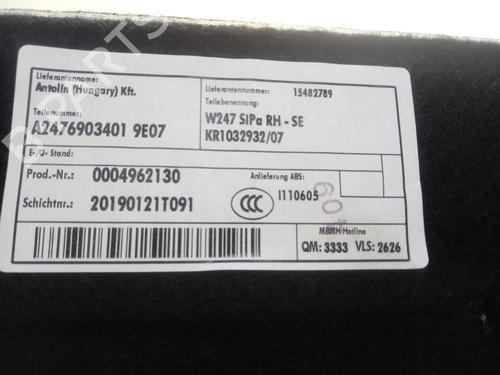 B-PARTS
Lieferantenname:
Antolin (Hungary) Kft.
Lieferantennummer: 15482789
Teilenummer:
A2476903401 9E07
Teilebenennung:
W247 SIPa RH - SE
KR1032932/07
E-/Q- Stand:
Prod.-Nr.: 0004962130
Anlieferung ABS:
I110605
Schichtnr.: 20190121T091
CCC
MBMH-Hotline
QM: 3333 VLS: 2626